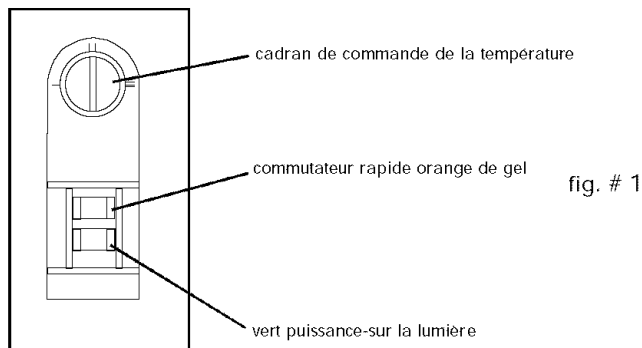 cadran de commande de la température
commutateur rapide orange de gel
fig. # 1
vert puissance-sur la lumière